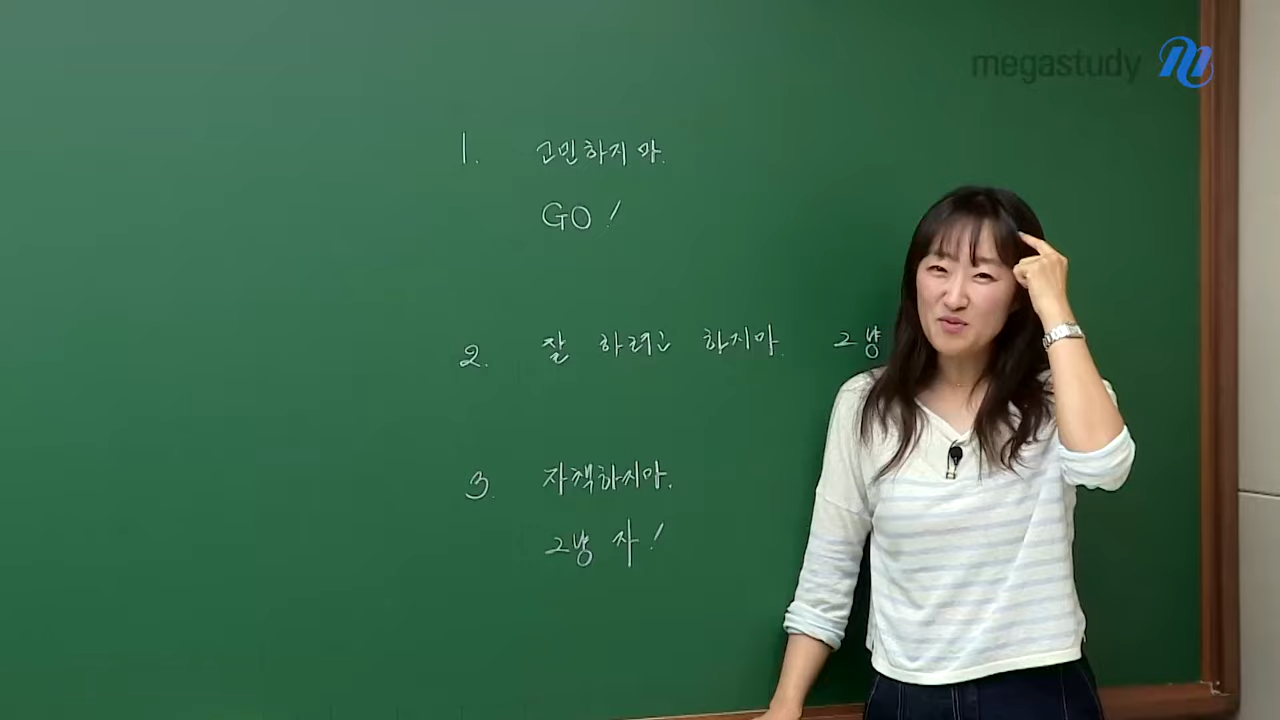 megastudy
1. 고민하지 마.
GO!
2. 잘 하려고 하지마. 그냥
3. 자책하지마.
그냥 자!